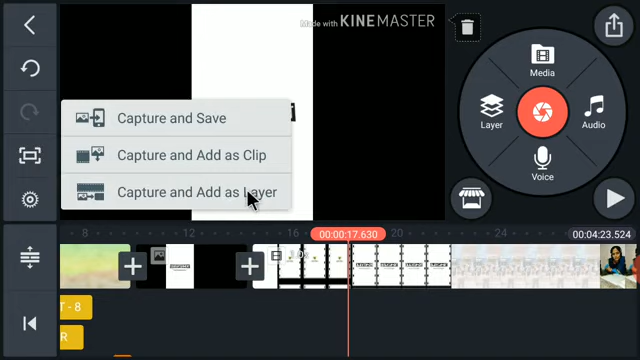 Made with KINEMASTER
Media
Layer
Audio
Voice
Capture and Save
Capture and Add as Clip
Capture and Add as Layer
8
12
16
00:00:17.630
20
24
00:04:23.524
T - 8
R